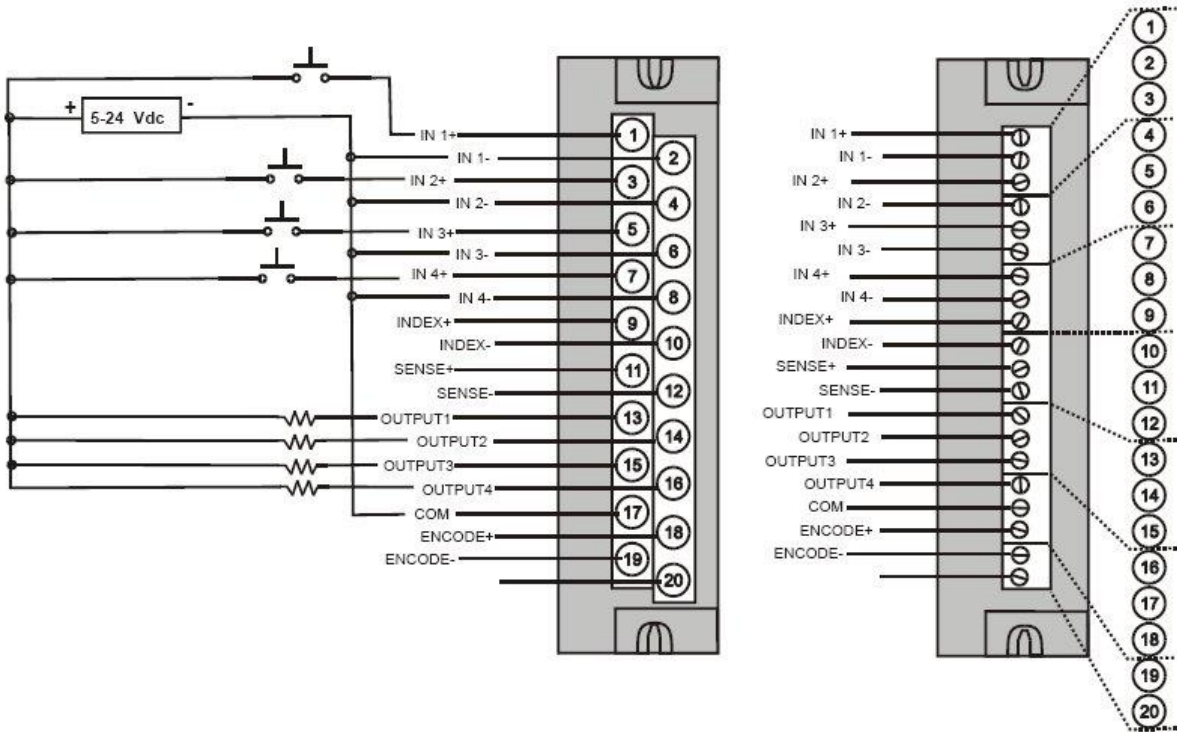 + 5-24 Vdc -
IN 1+ 1
IN 1- 2
IN 2+ 3
IN 2- 4
IN 3+ 5
IN 3- 6
IN 4+ 7
IN 4- 8
INDEX+ 9
INDEX- 10
SENSE+ 11
SENSE- 12
OUTPUT1 13
OUTPUT2 14
OUTPUT3 15
OUTPUT4 16
COM 17
ENCODE+ 18
ENCODE- 19
20
IN 1+
IN 1-
IN 2+
IN 2-
IN 3+
IN 3-
IN 4+
IN 4-
INDEX+
INDEX-
SENSE+
SENSE-
OUTPUT1
OUTPUT2
OUTPUT3
OUTPUT4
COM
ENCODE+
ENCODE-
1
2
3
4
5
6
7
8
9
10
11
12
13
14
15
16
17
18
19
20